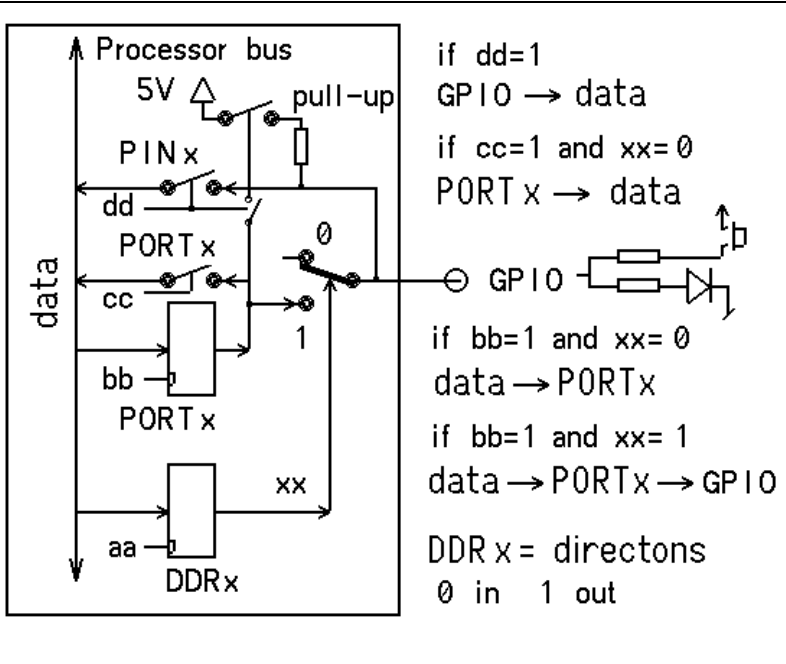 Processor bus
5V
pull-up
PINx
dd
PORTx
0
cc
1
bb
PORTx
data
xx
aa
DDRx
if dd=1
GPIO → data
if cc=1 and xx=0
PORTx → data
GPIO
if bb=1 and xx=0
data → PORTx
if bb=1 and xx=1
data → PORTx → GPIO
DDRx = directons
0 in 1 out